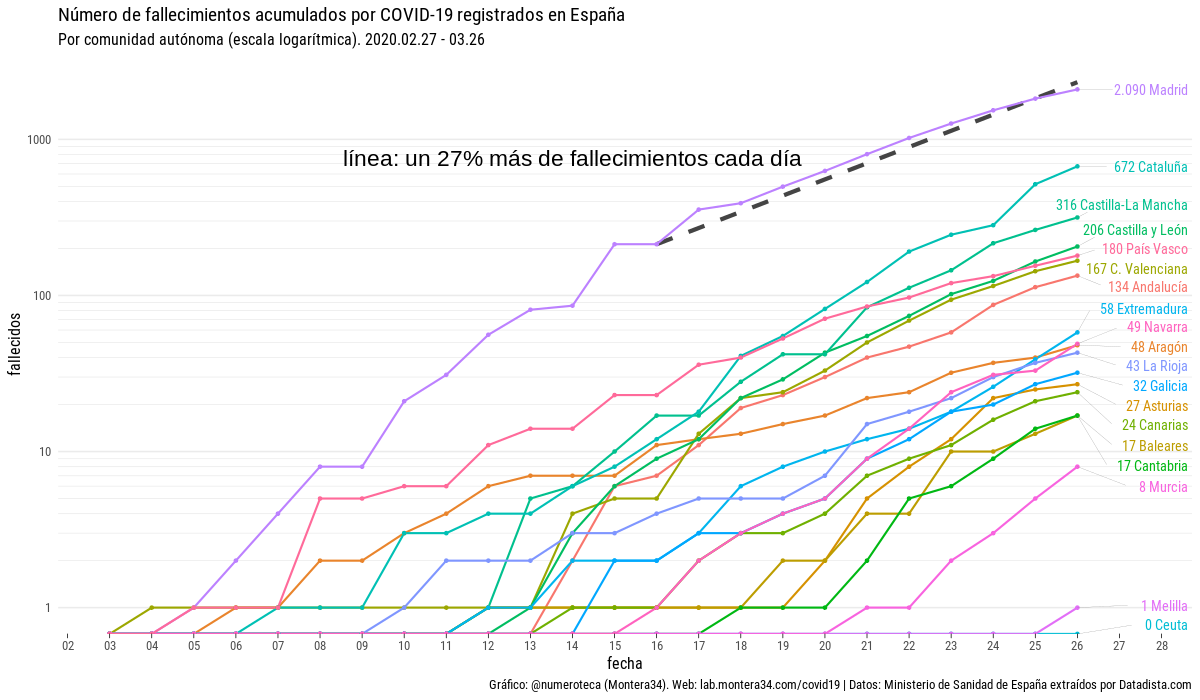 Número de fallecimientos acumulados por COVID-19 registrados en España
Por comunidad autónoma (escala logarítmica). 2020.02.27 - 03.26
2.090 Madrid
1000
línea: un 27% más de fallecimientos cada día
672 Cataluña
316 Castilla-La Mancha
206 Castilla y León
180 País Vasco
167 C. Valenciana
134 Andalucía
100
58 Extremadura
49 Navarra
48 Aragón
43 La Rioja
32 Galicia
27 Asturias
24 Canarias
17 Baleares
10
17 Cantabria
8 Murcia
1
1 Melilla
0 Ceuta
fallecidos
02 03 04 05 06 07 08 09 10 11 12 13 14 15 16 17 18 19 20 21 22 23 24 25 26 27 28
fecha
Gráfico: @numeroteca (Montera34). Web: lab.montera34.com/covid19 | Datos: Ministerio de Sanidad de España extraídos por Datadista.com